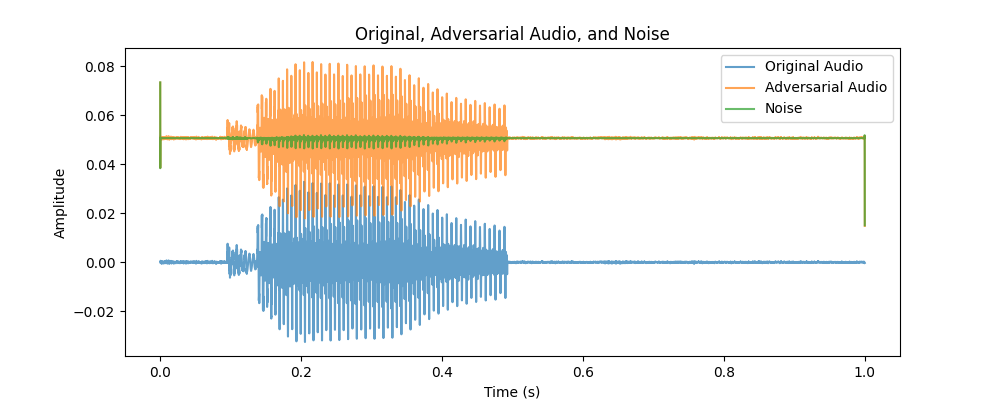 Original, Adversarial Audio, and Noise
Original Audio
Adversarial Audio
Noise
Amplitude
0.08
0.06
0.04
0.02
0.00
−0.02
0.0 0.2 0.4 0.6 0.8 1.0
Time (s)